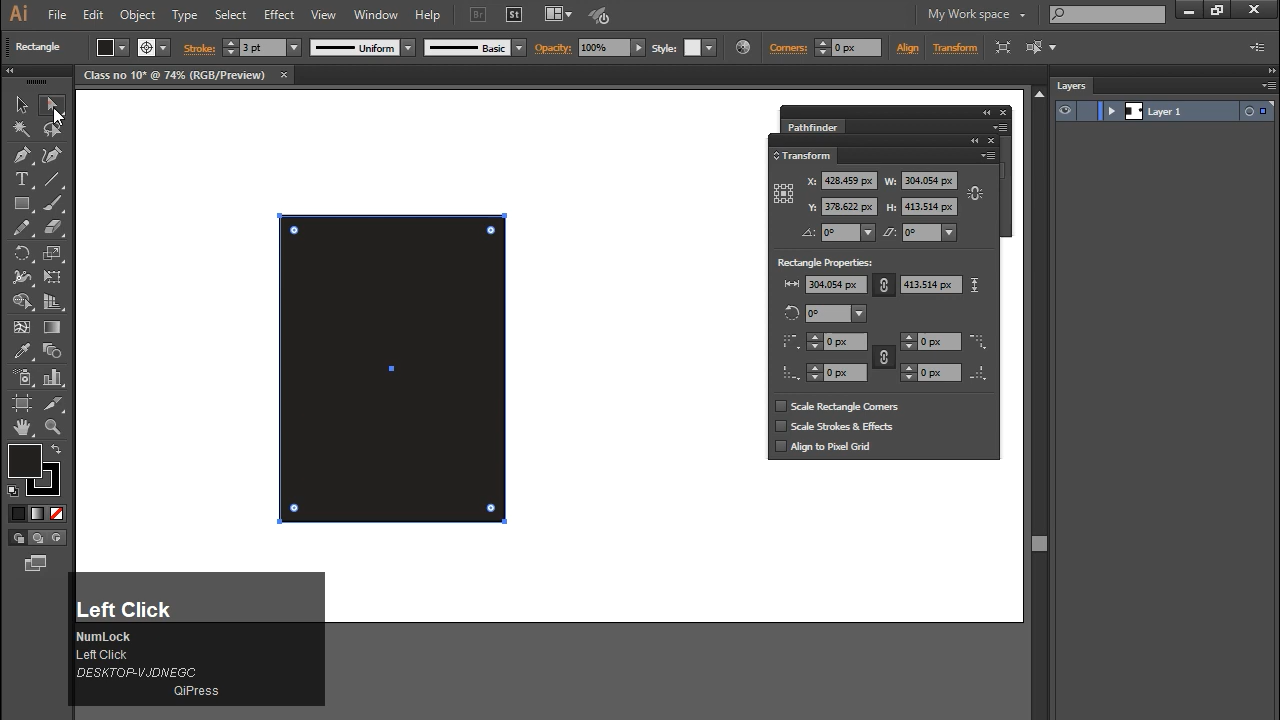 Ai File Edit Object Type Select Effect View Window Help Br St My Work space
Rectangle Stroke: 3 pt Uniform Basic Opacity: 100% Style: Corners: 0 px Align Transform
Class no 10* @ 74% (RGB/Preview)
Layers
Layer 1
Pathfinder
Transform
X: 428.459 px W: 304.054 px
Y: 378.622 px H: 413.514 px
0° 0°
Rectangle Properties:
304.054 px 413.514 px
0°
0 px 0 px
0 px 0 px
Scale Rectangle Corners
Scale Strokes & Effects
Align to Pixel Grid
T
Left Click
NumLock
Left Click
DESKTOP-VJDNEGC
QiPress